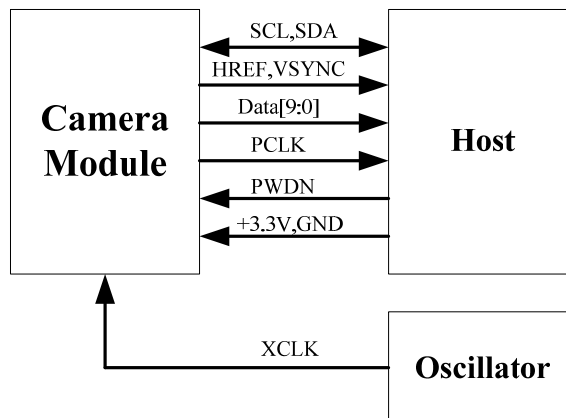 SCL,SDA
HREF,VSYNC
Data[9:0]
PCLK
PWDN
+3.3V,GND
Camera
Module
Host
XCLK
Oscillator